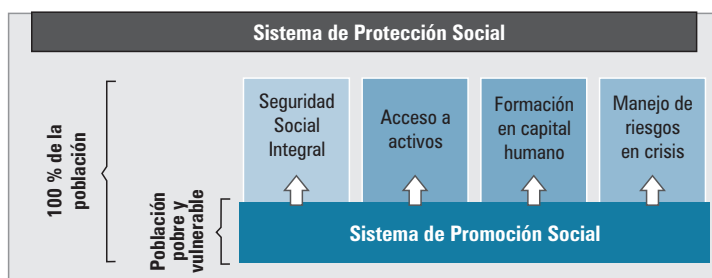 Sistema de Protección Social
100 % de la
población
Población
pobre y
vulnerable
Seguridad
Social
Integral
Acceso a
activos
Formación
en capital
humano
Manejo de
riesgos
en crisis
Sistema de Promoción Social